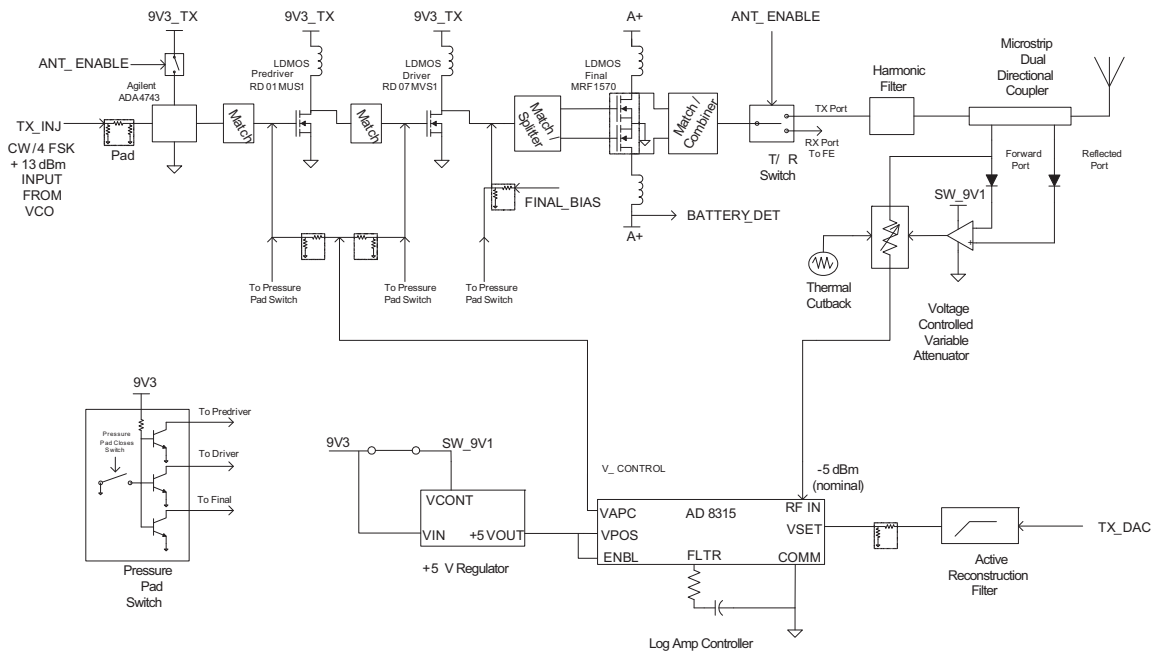 9V3_TX
9V3_TX
9V3_TX
A+
ANT_ENABLE
ANT_ENABLE
Agilent
ADA4743
LDMOS
Predriver
RD 01 MUS1
LDMOS
Driver
RD 07 MVS1
LDMOS
Final
MRF 1570
Harmonic
Filter
Microstrip
Dual
Directional
Coupler
TX_INJ
CW/4 FSK
+ 13 dBm
INPUT
FROM
VCO
Pad
Match
Match
Match /
Splitter
Match /
Combiner
TX Port
RX Port
To FE
T/ R
Switch
Forward
Port
Reflected
Port
FINAL_BIAS
BATTERY_DET
A+
SW_9V1
+
Thermal
Cutback
Voltage
Controlled
Variable
Attenuator
To Pressure
Pad Switch
To Pressure
Pad Switch
To Pressure
Pad Switch
9V3
Pressure
Pad Closes
Switch
To Predriver
To Driver
To Final
Pressure
Pad
Switch
9V3
SW_9V1
VCONT
VIN
+5 VOUT
+5 V Regulator
V_ CONTROL
-5 dBm
(nominal)
VAPC
AD 8315
RF IN
VPOS
VSET
ENBL
FLTR
COMM
Log Amp Controller
Active
Reconstruction
Filter
TX_DAC